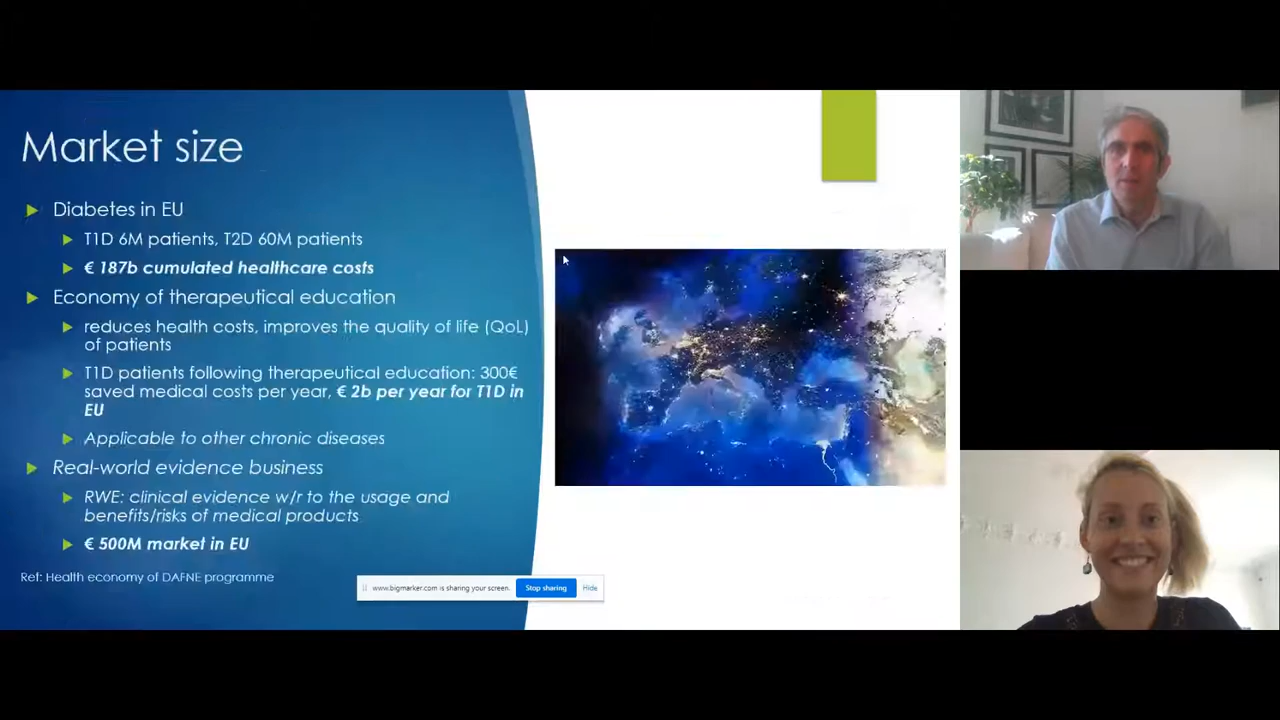 Market size
Diabetes in EU
T1D 6M patients, T2D 60M patients
€ 187b cumulated healthcare costs
Economy of therapeutical education
reduces health costs, improves the quality of life (QoL)
of patients
T1D patients following therapeutical education: 300€
saved medical costs per year, € 2b per year for T1D in
EU
Applicable to other chronic diseases
Real-world evidence business
RWE: clinical evidence w/r to the usage and
benefits/risks of medical products
€ 500M market in EU
Ref: Health economy of DAFNE programme
www.bigmarker.com is sharing your screen. Stop sharing Hide